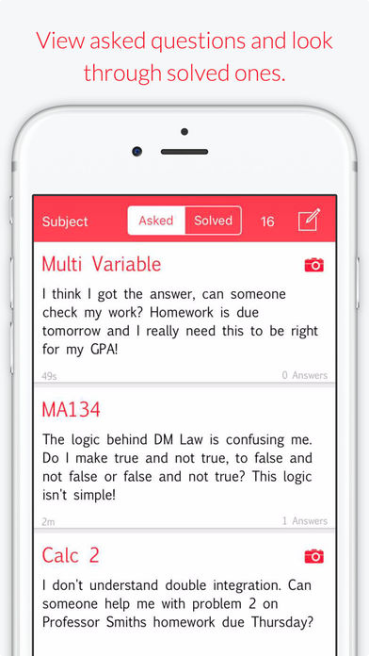 View asked questions and look
through solved ones.
Subject Asked Solved 16
Multi Variable
I think I got the answer, can someone
check my work? Homework is due
tomorrow and I really need this to be right
for my GPA!
49s 0 Answers
MA134
The logic behind DM Law is confusing me.
Do I make true and not true, to false and
not false or false and not true? This logic
isn't simple!
2m 1 Answers
Calc 2
I don't understand double integration. Can
someone help me with problem 2 on
Professor Smiths homework due Thursday?